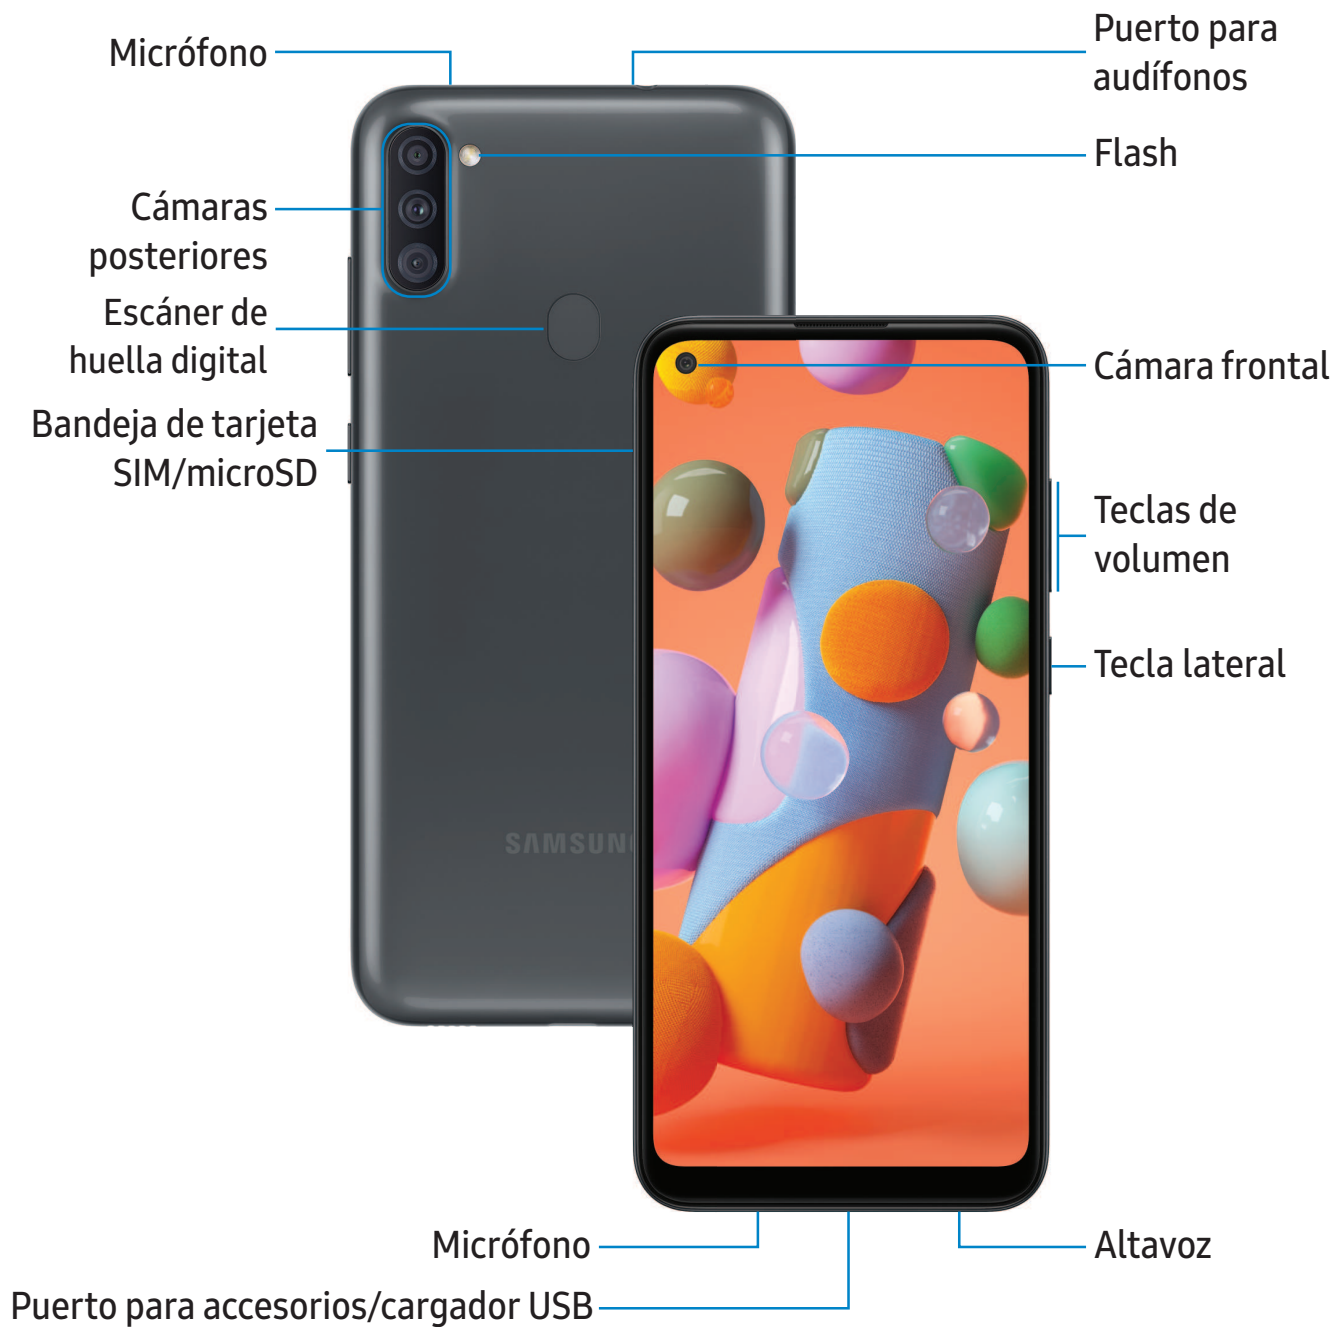 Micrófono
Puerto para
audífonos
Flash
Cámaras
posteriores
Escáner de
huella digital
Cámara frontal
Bandeja de tarjeta
SIM/microSD
Teclas de
volumen
Tecla lateral
SAMSUN
Micrófono
Altavoz
Puerto para accesorios/cargador USB